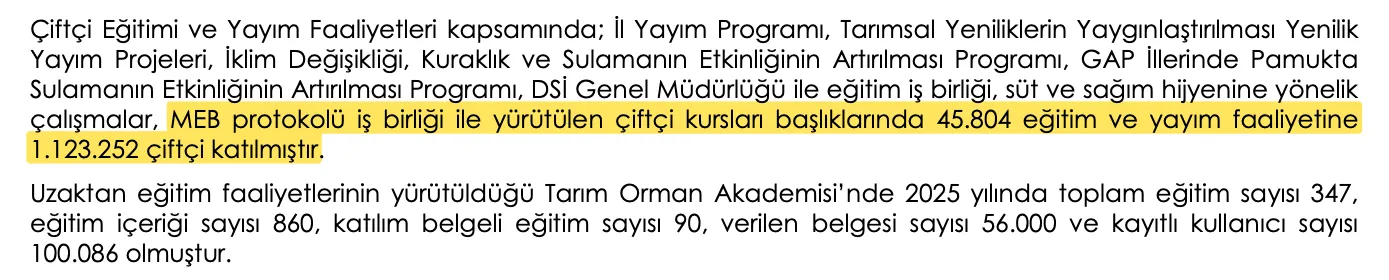 Çiftçi Eğitimi ve Yayım Faaliyetleri kapsamında; İl Yayım Programı, Tarımsal Yeniliklerin Yaygınlaştırılması Yenilik
Yayım Projeleri, İklim Değişikliği, Kuraklık ve Sulamanın Etkinliğinin Artırılması Programı, GAP İllerinde Pamukta
Sulamanın Etkinliğinin Artırılması Programı, DSİ Genel Müdürlüğü ile eğitim iş birliği, süt ve sağım hijyenine yönelik
çalışmalar, MEB protokolü iş birliği ile yürütülen çiftçi kursları başlıklarında 45.804 eğitim ve yayım faaliyetine
1.123.252 çiftçi katılmıştır.
Uzaktan eğitim faaliyetlerinin yürütüldüğü Tarım Orman Akademisi’nde 2025 yılında toplam eğitim sayısı 347,
eğitim içeriği sayısı 860, katılım belgeli eğitim sayısı 90, verilen belgesi sayısı 56.000 ve kayıtlı kullanıcı sayısı
100.086 olmuştur.